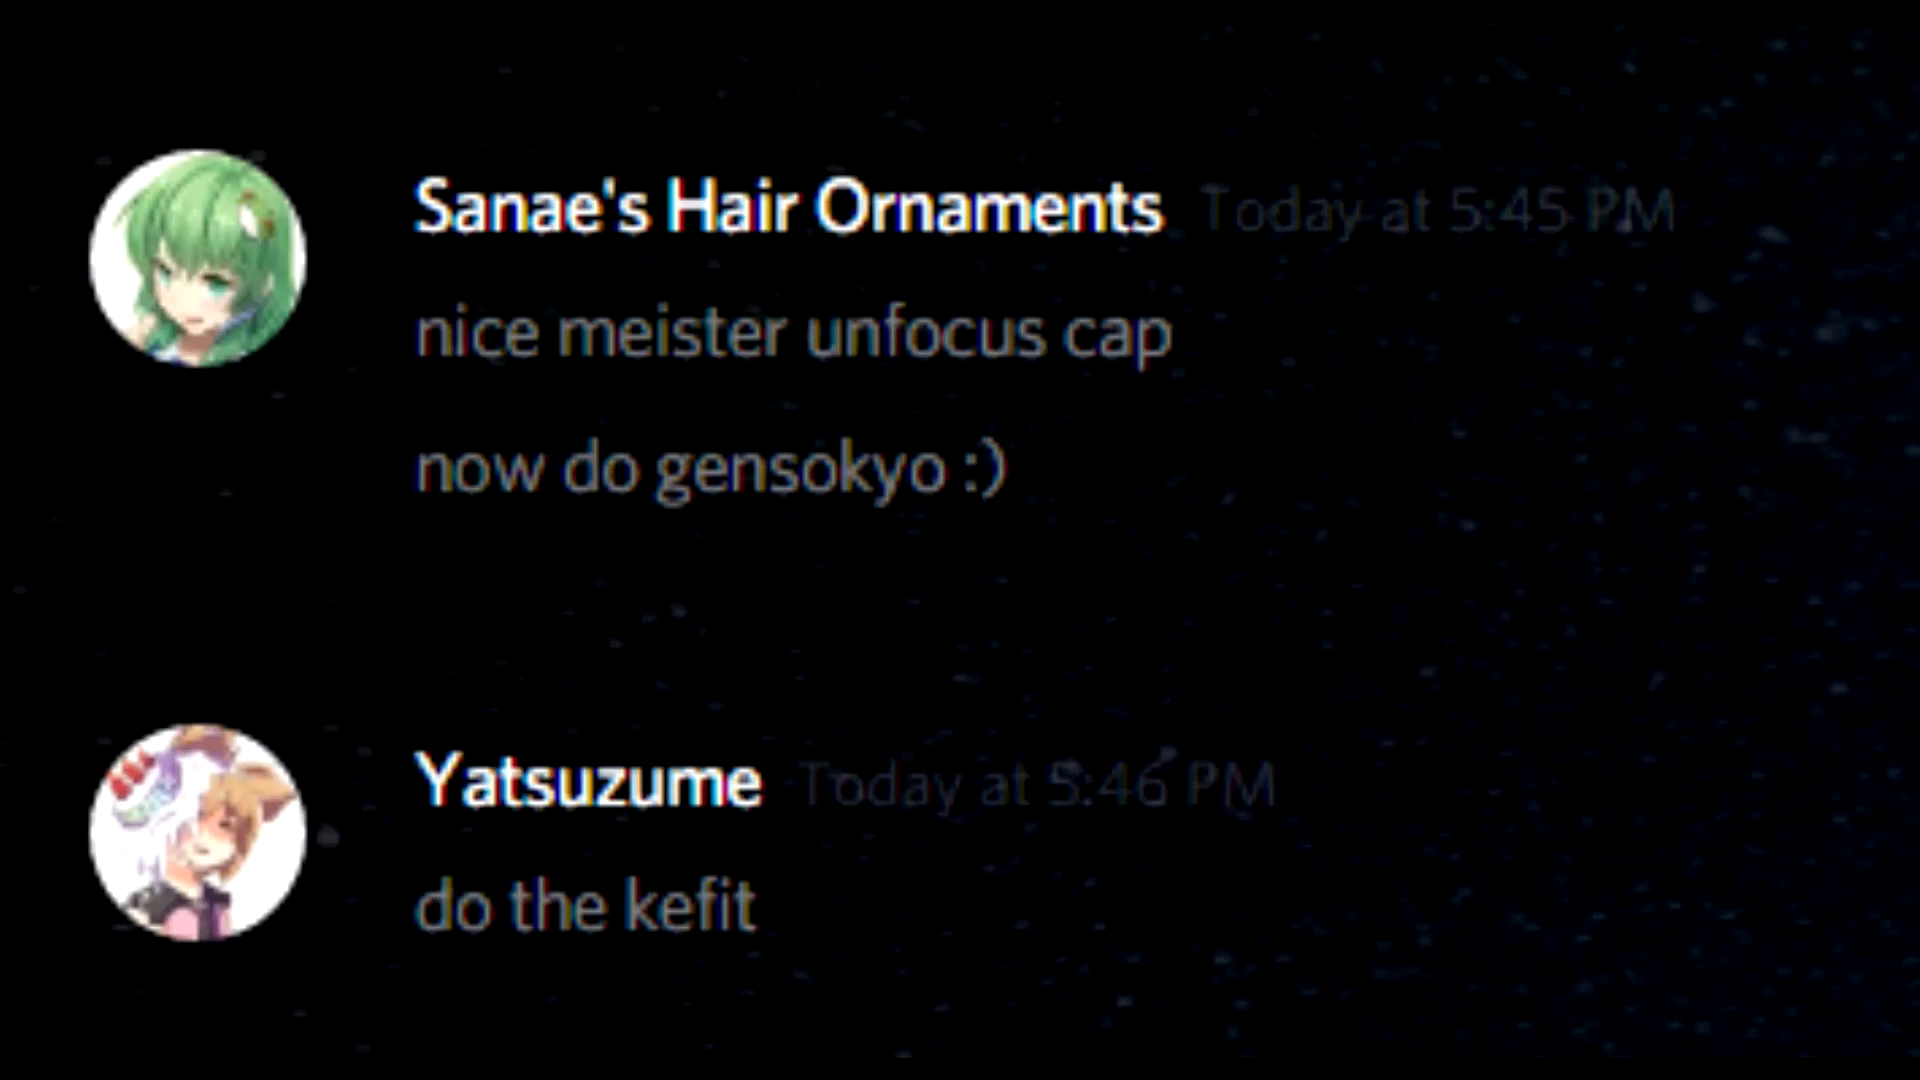 Sanae's Hair Ornaments Today at 5:45 PM
nice meister unfocus cap
now do gensokyo :)
Yatsuzume Today at 5:46 PM
do the kefit